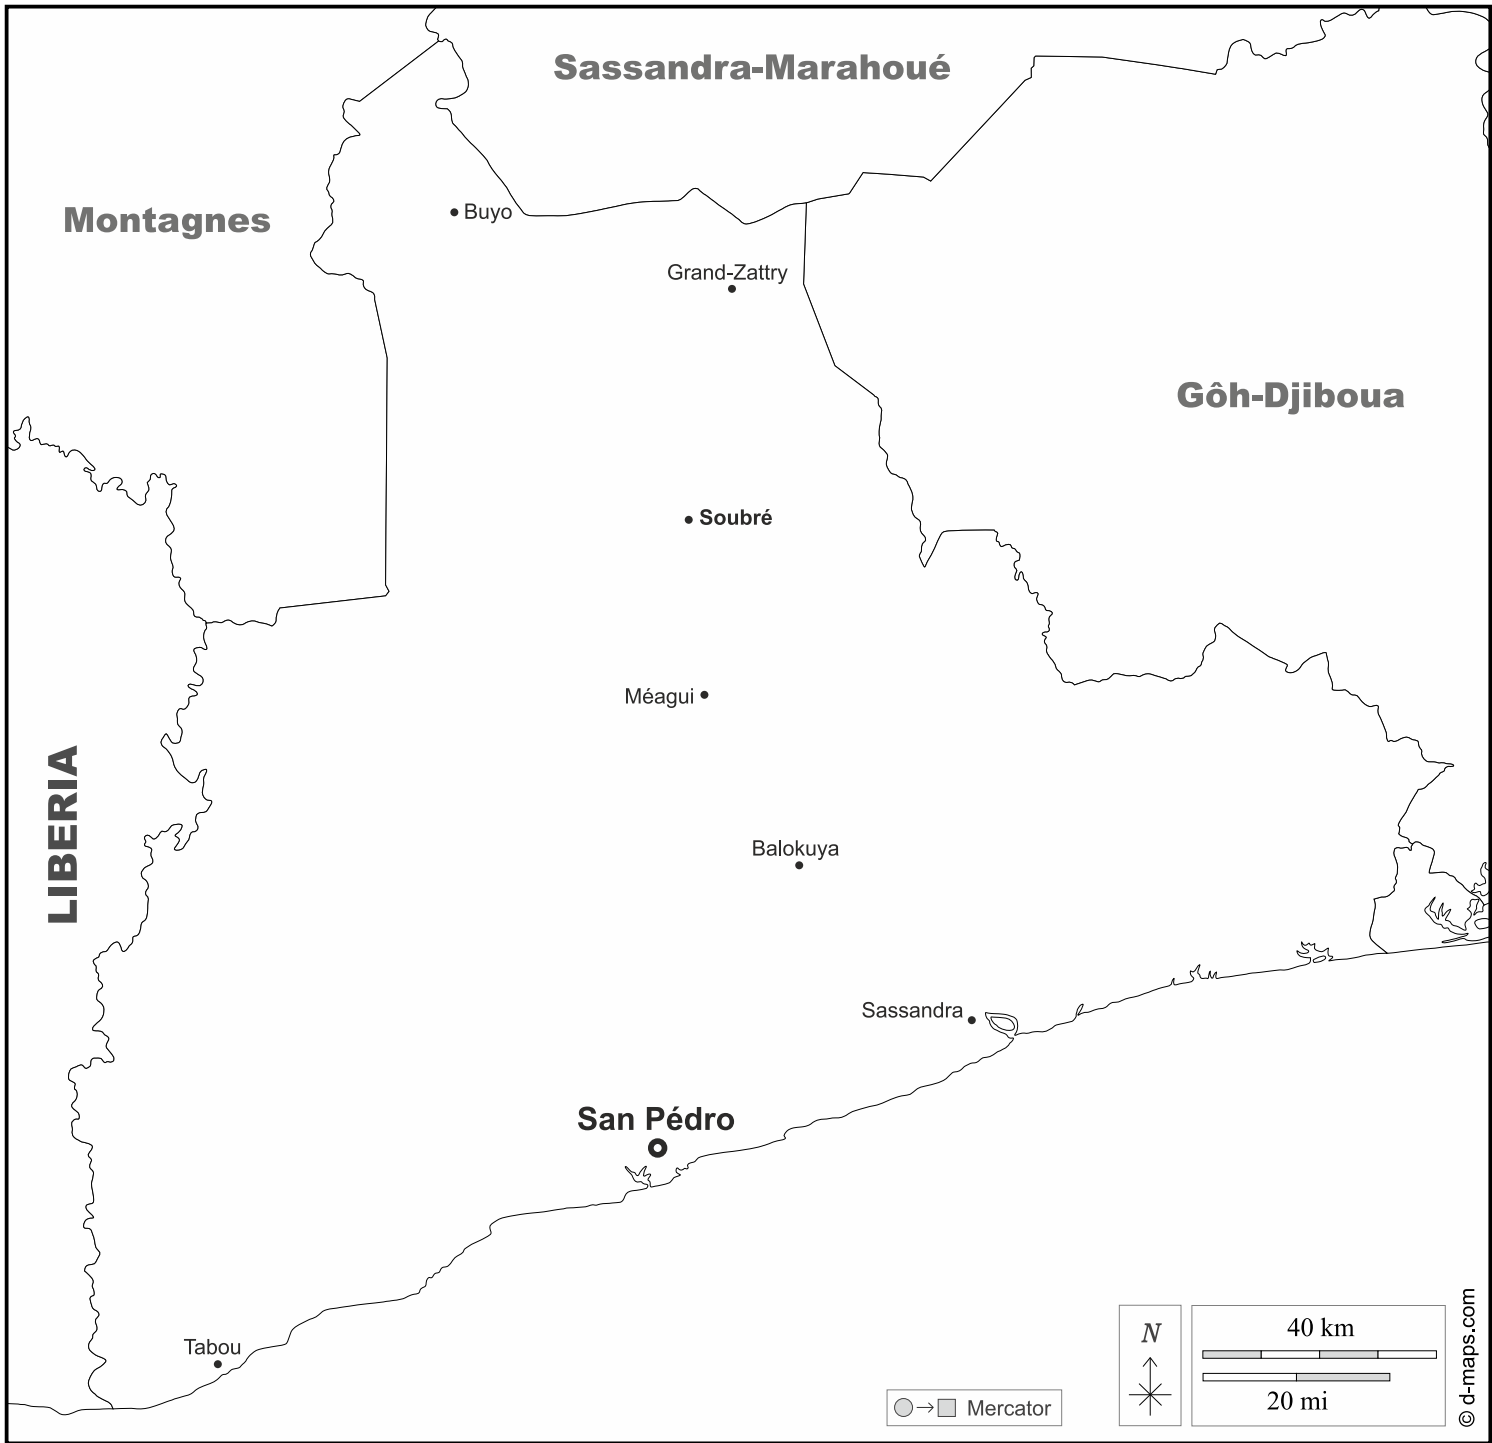 Sassandra-Marahoué
Montagnes
Buyo
Grand-Zattry
Gôh-Djiboua
Soubré
Méagui
LIBERIA
Balokuya
Sassandra
San Pédro
Tabou
N
40 km
20 mi
Mercator
© d-maps.com